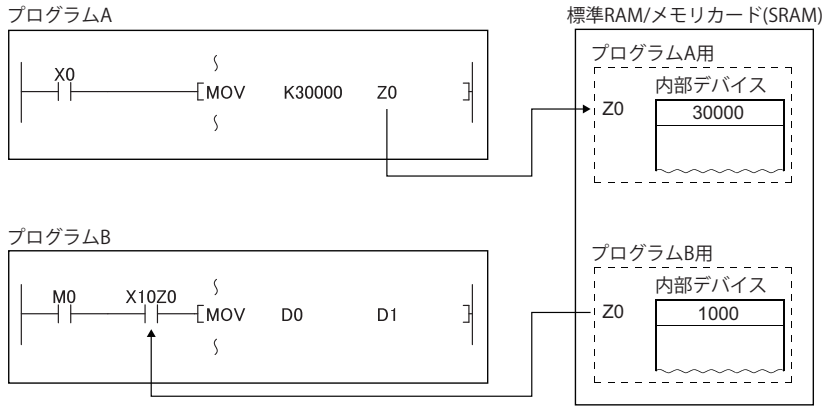 プログラムA
標準RAM/メモリカード(SRAM)
X0
MOV K30000 Z0
プログラムA用
内部デバイス
Z0 30000
プログラムB
M0 X10Z0
MOV D0 D1
プログラムB用
内部デバイス
Z0 1000